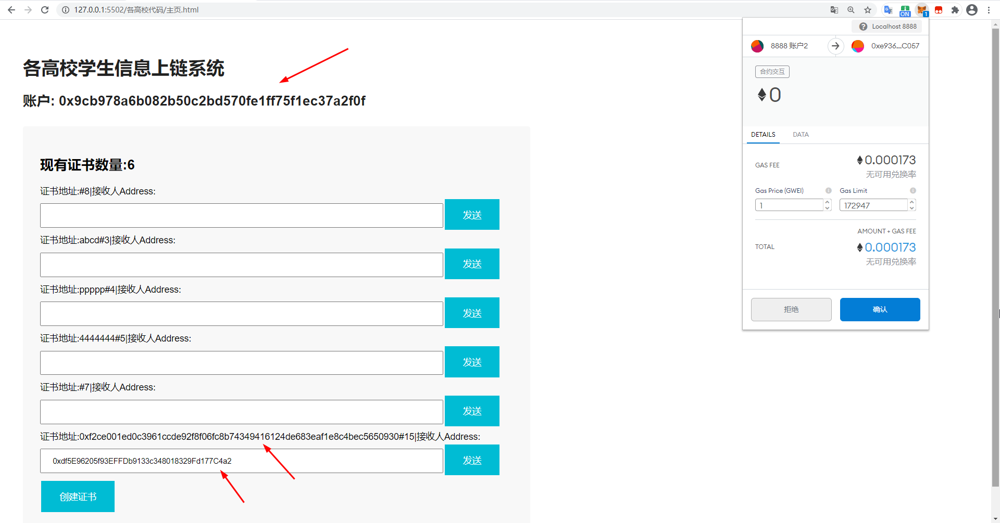 127.0.0.1:5502/各高校代码/主页.html
ON
1
Localhost 8888
8888 账户2
0xe936...C057
合约交互
0
DETAILS
DATA
GAS FEE
0.000173
无可用兑换率
Gas Price (GWEI)
Gas Limit
1
172947
AMOUNT + GAS FEE
TOTAL
0.000173
无可用兑换率
拒绝
确认
各高校学生信息上链系统
账户: 0x9cb978a6b082b50c2bd570fe1ff75f1ec37a2f0f
现有证书数量:6
证书地址:#8|接收人Address:
发送
证书地址:abcd#3|接收人Address:
发送
证书地址:ppppp#4|接收人Address:
发送
证书地址:4444444#5|接收人Address:
发送
证书地址:#7|接收人Address:
发送
证书地址:0xf2ce001ed0c3961ccde92f8f06fc8b74349416124de683eaf1e8c4bec5650930#15|接收人Address:
0xdf5E96205f93EFFDb9133c348018329Fd177C4a2
发送
创建证书